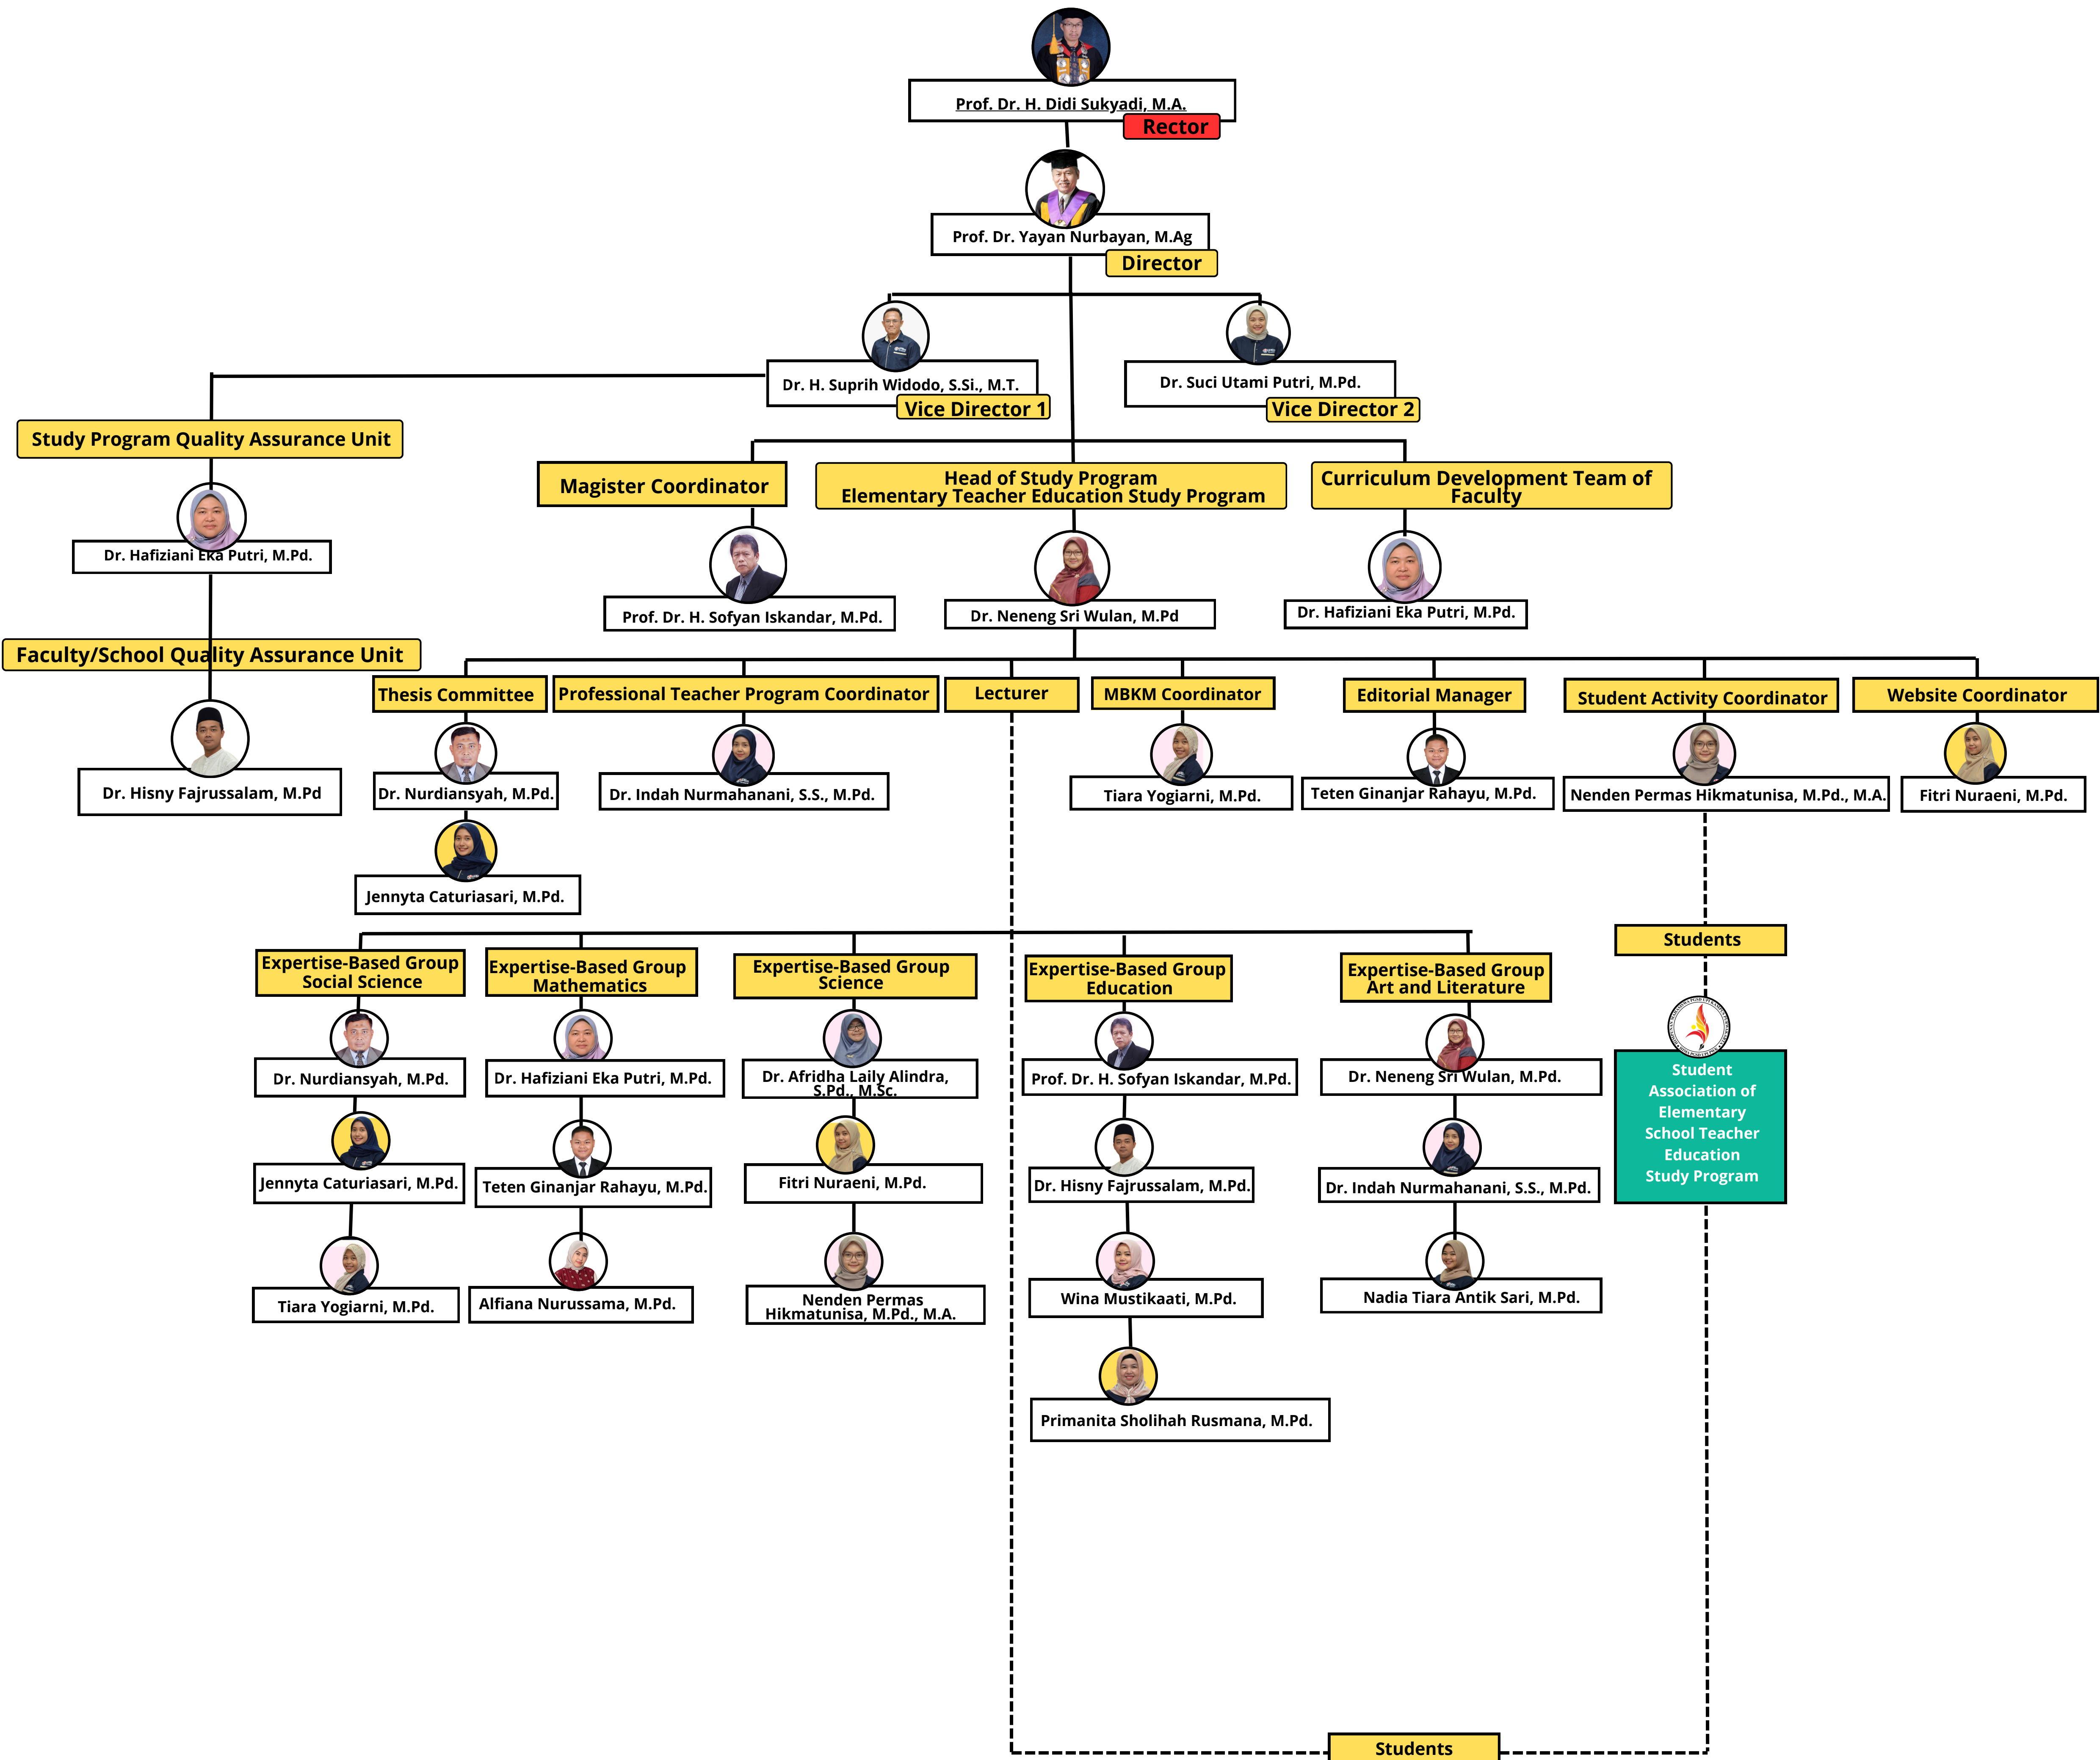 Prof. Dr. H. Didi Sukyadi, M.A.
Rector
Prof. Dr. Yayan Nurbayan, M.Ag
Director
Dr. H. Suprih Widodo, S.Si., M.T.
Vice Director 1
Dr. Suci Utami Putri, M.Pd.
Vice Director 2
Study Program Quality Assurance Unit
Dr. Hafiziani Eka Putri, M.Pd.
Faculty/School Quality Assurance Unit
Dr. Hisny Fajrussalam, M.Pd
Magister Coordinator
Prof. Dr. H. Sofyan Iskandar, M.Pd.
Head of Study Program
Elementary Teacher Education Study Program
Dr. Neneng Sri Wulan, M.Pd
Curriculum Development Team of
Faculty
Dr. Hafiziani Eka Putri, M.Pd.
Thesis Committee
Dr. Nurdiansyah, M.Pd.
Jennyta Caturiasari, M.Pd.
Professional Teacher Program Coordinator
Dr. Indah Nurmahanani, S.S., M.Pd.
Lecturer
MBKM Coordinator
Tiara Yogiarni, M.Pd.
Editorial Manager
Teten Ginanjar Rahayu, M.Pd.
Student Activity Coordinator
Nenden Permas Hikmatunisa, M.Pd., M.A.
Website Coordinator
Fitri Nuraeni, M.Pd.
Expertise-Based Group
Social Science
Dr. Nurdiansyah, M.Pd.
Jennyta Caturiasari, M.Pd.
Tiara Yogiarni, M.Pd.
Expertise-Based Group
Mathematics
Dr. Hafiziani Eka Putri, M.Pd.
Teten Ginanjar Rahayu, M.Pd.
Alfiana Nurussama, M.Pd.
Expertise-Based Group
Science
Dr. Afridha Laily Alindra,
S.Pd., M.Sc.
Fitri Nuraeni, M.Pd.
Nenden Permas
Hikmatunisa, M.Pd., M.A.
Expertise-Based Group
Education
Prof. Dr. H. Sofyan Iskandar, M.Pd.
Dr. Hisny Fajrussalam, M.Pd.
Wina Mustikaati, M.Pd.
Primanita Sholihah Rusmana, M.Pd.
Expertise-Based Group
Art and Literature
Dr. Neneng Sri Wulan, M.Pd.
Dr. Indah Nurmahanani, S.S., M.Pd.
Nadia Tiara Antik Sari, M.Pd.
Students
Student
Association of
Elementary
School Teacher
Education
Study Program
Students